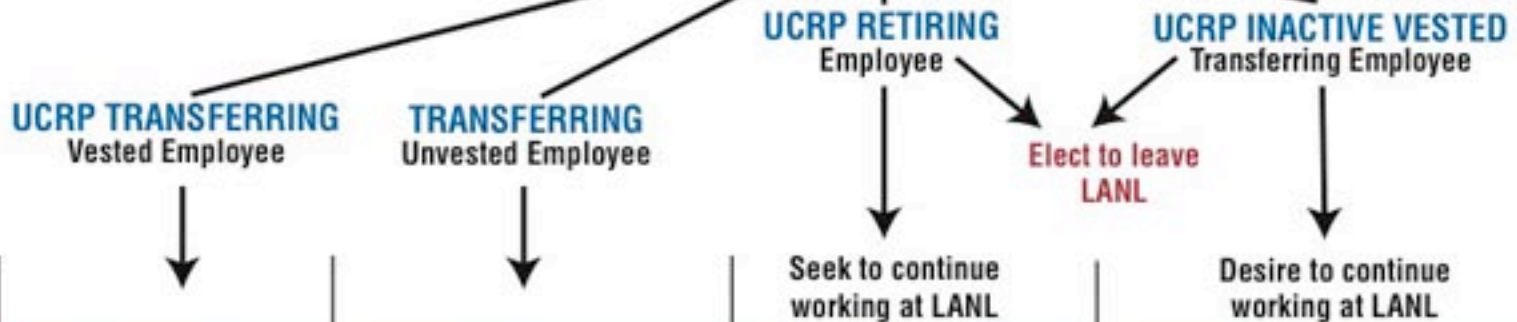 UCRP RETIRING
Employee
UCRP INACTIVE VESTED
Transferring Employee
UCRP TRANSFERRING
Vested Employee
TRANSFERRING
Unvested Employee
Elect to leave
LANL
Seek to continue
working at LANL
Desire to continue
working at LANL